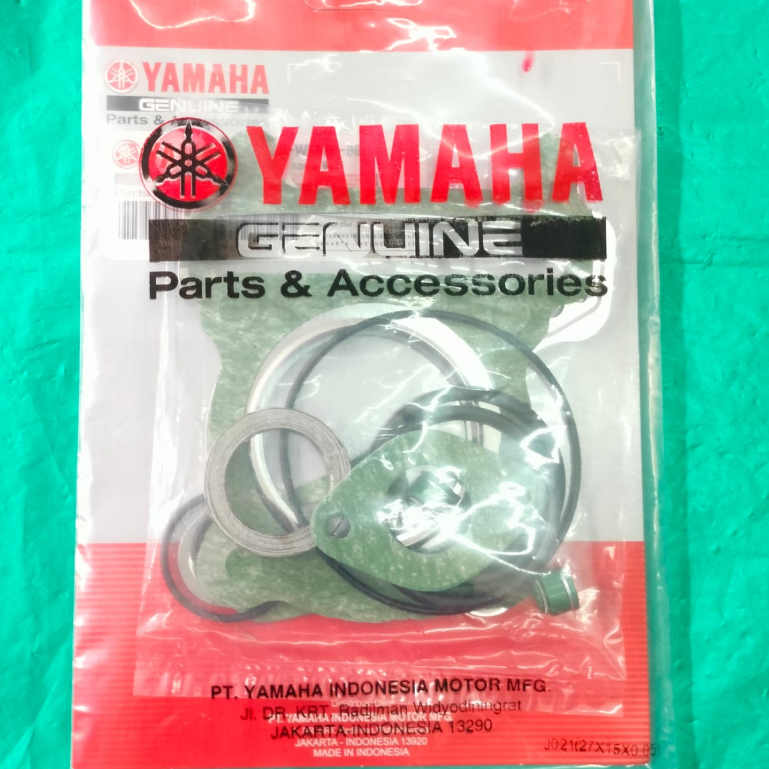 YAMAHA
GENUINE
Parts & Accessories
YAMAHA
GENUINE
Parts & Accessories
PT. YAMAHA INDONESIA MOTOR MFG.
Jl. DR. KRT. Radjiman Widyodiningrat
PT. YAMAHA INDONESIA MOTOR MFG.
JAKARTA-INDONESIA 13290
JAKARTA - INDONESIA 13920
MADE IN INDONESIA